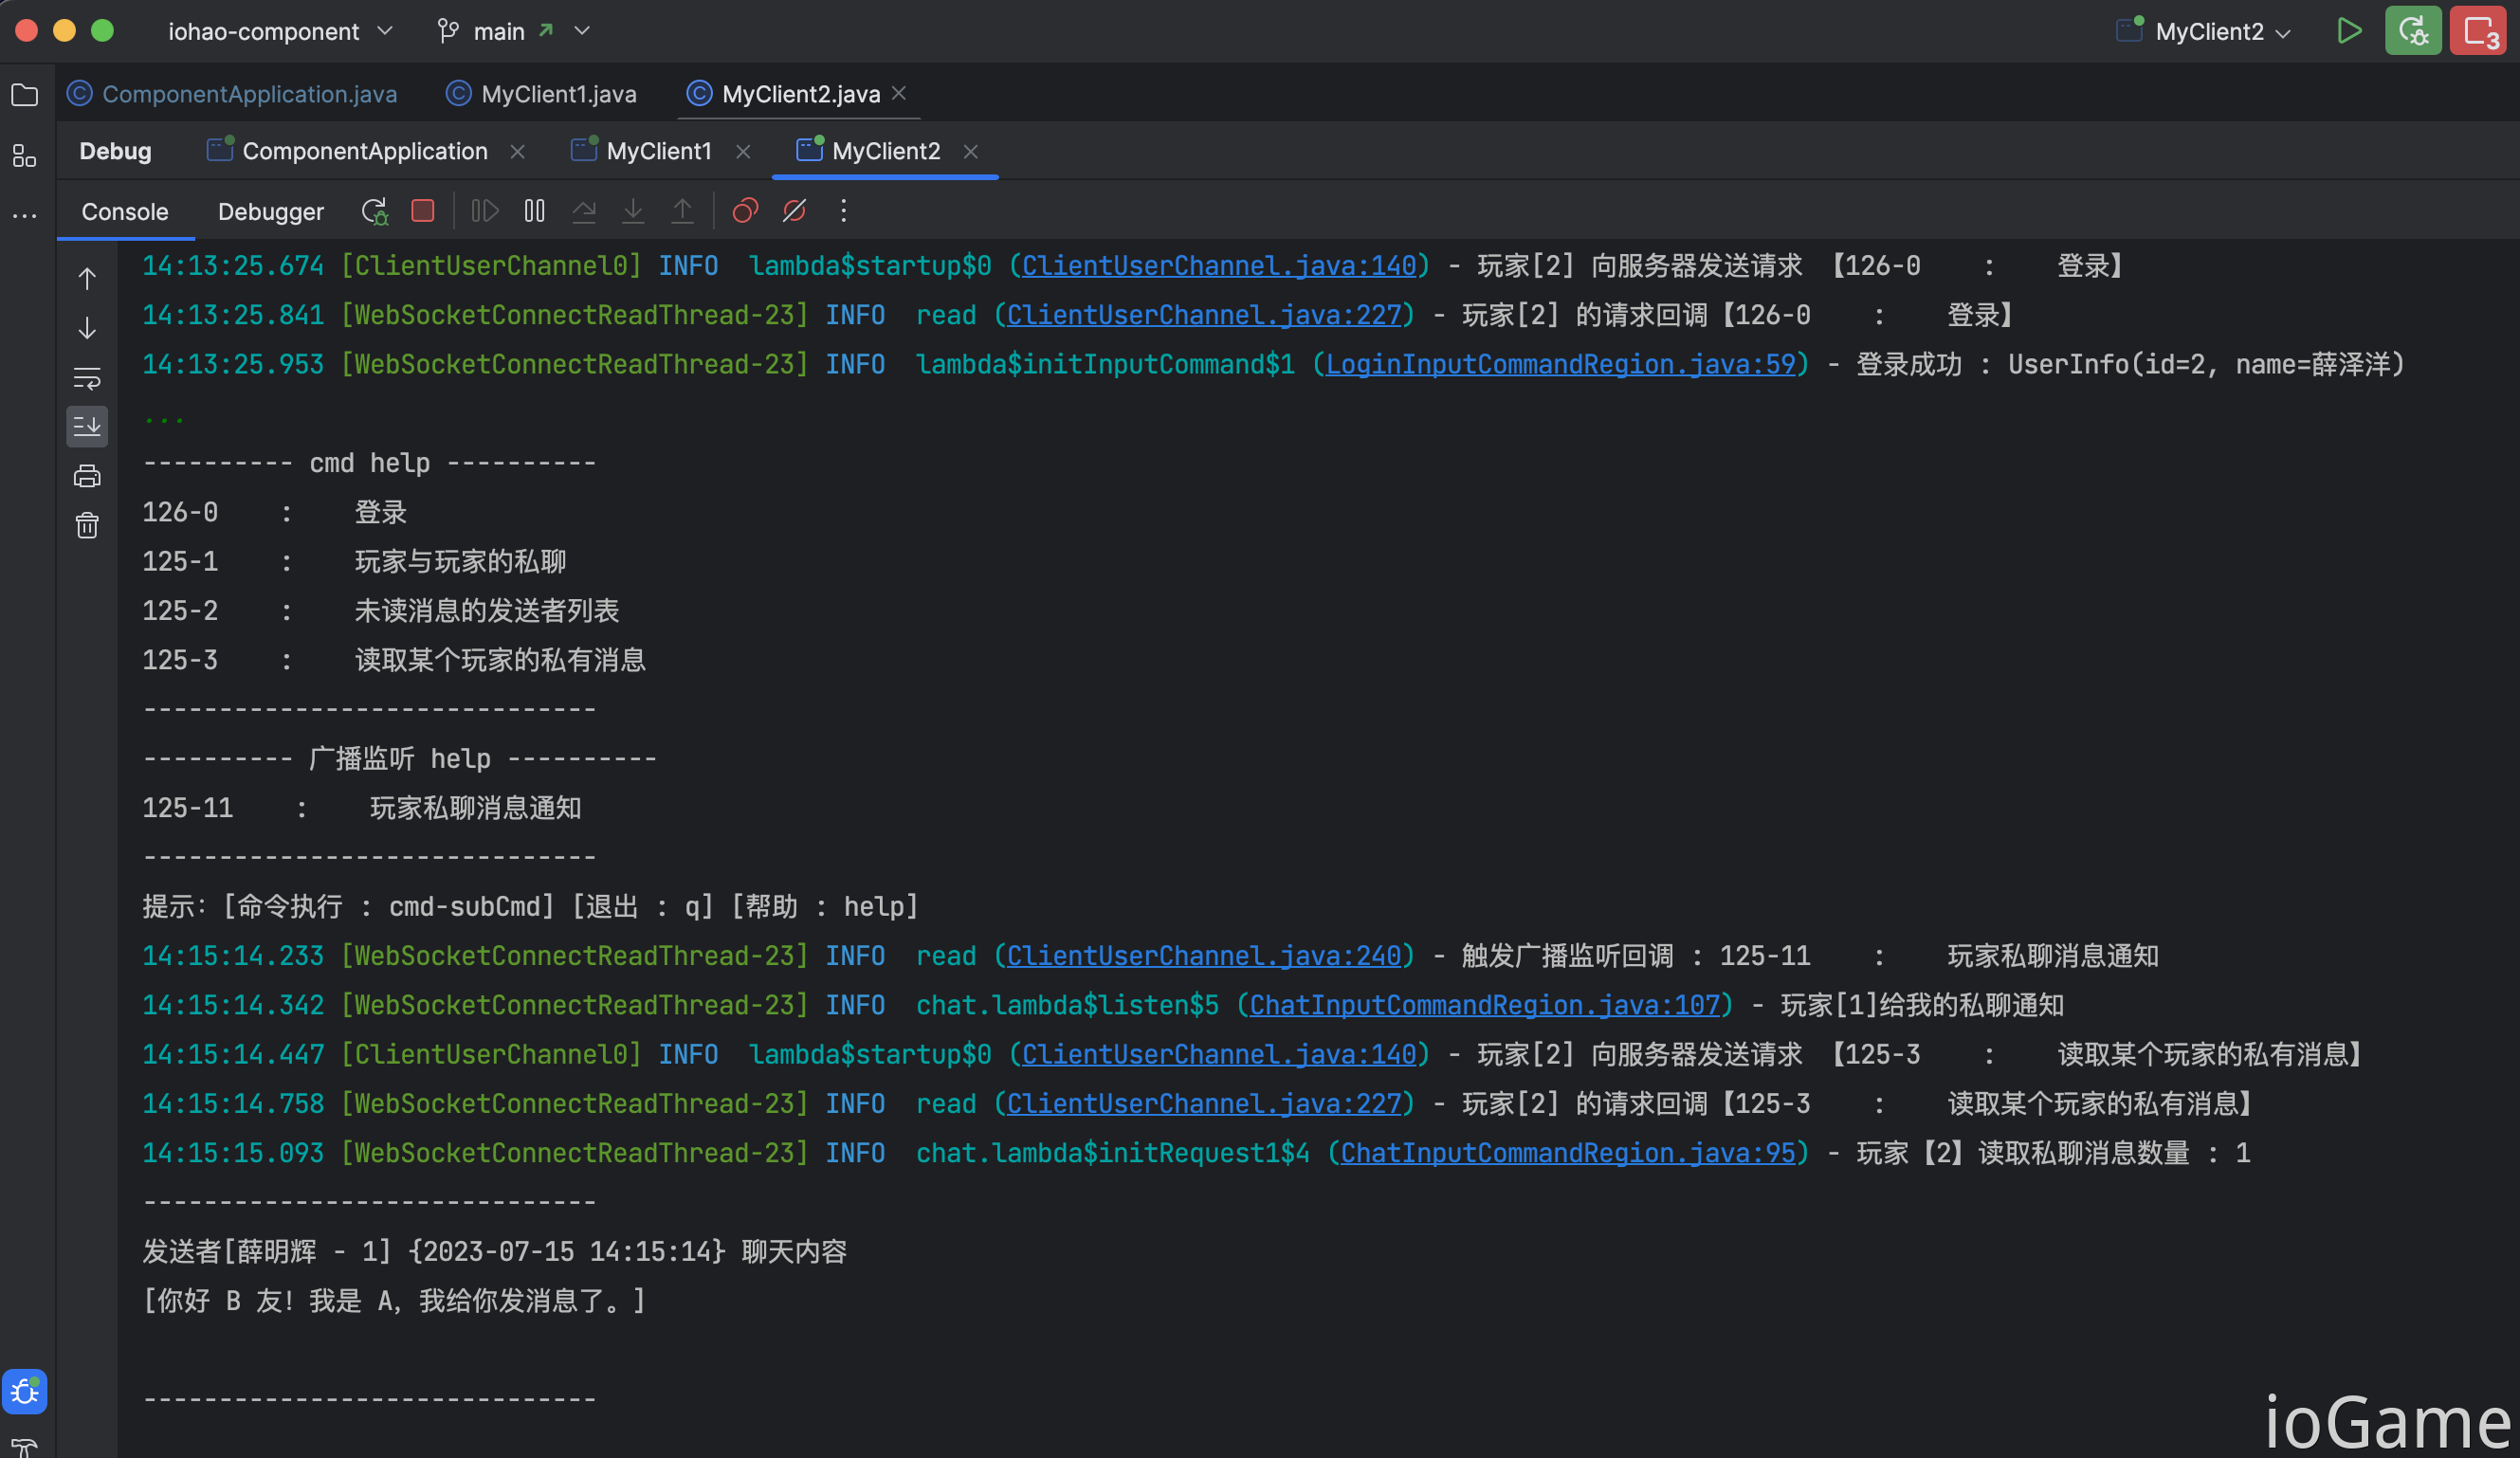 iohao-component main MyClient2 3
ComponentApplication.java MyClient1.java MyClient2.java
Debug ComponentApplication MyClient1 MyClient2
Console Debugger
14:13:25.674 [ClientUserChannel0] INFO lambda$startup$0 (ClientUserChannel.java:140) - 玩家[2] 向服务器发送请求 【126-0 : 登录】
14:13:25.841 [WebSocketConnectReadThread-23] INFO read (ClientUserChannel.java:227) - 玩家[2] 的请求回调【126-0 : 登录】
14:13:25.953 [WebSocketConnectReadThread-23] INFO lambda$initInputCommand$1 (LoginInputCommandRegion.java:59) - 登录成功 : UserInfo(id=2, name=薛泽洋)
...
---------- cmd help ----------
126-0 : 登录
125-1 : 玩家与玩家的私聊
125-2 : 未读消息的发送者列表
125-3 : 读取某个玩家的私有消息
------------------------------
---------- 广播监听 help ----------
125-11 : 玩家私聊消息通知
------------------------------
提示：[命令执行 : cmd-subCmd] [退出 : q] [帮助 : help]
14:15:14.233 [WebSocketConnectReadThread-23] INFO read (ClientUserChannel.java:240) - 触发广播监听回调 : 125-11 : 玩家私聊消息通知
14:15:14.342 [WebSocketConnectReadThread-23] INFO chat.lambda$listen$5 (ChatInputCommandRegion.java:107) - 玩家[1]给我的私聊通知
14:15:14.447 [ClientUserChannel0] INFO lambda$startup$0 (ClientUserChannel.java:140) - 玩家[2] 向服务器发送请求 【125-3 : 读取某个玩家的私有消息】
14:15:14.758 [WebSocketConnectReadThread-23] INFO read (ClientUserChannel.java:227) - 玩家[2] 的请求回调【125-3 : 读取某个玩家的私有消息】
14:15:15.093 [WebSocketConnectReadThread-23] INFO chat.lambda$initRequest1$4 (ChatInputCommandRegion.java:95) - 玩家【2】读取私聊消息数量 : 1
------------------------------
发送者[薛明辉 - 1] {2023-07-15 14:15:14} 聊天内容
[你好 B 友！我是 A，我给你发消息了。]
------------------------------
ioGame